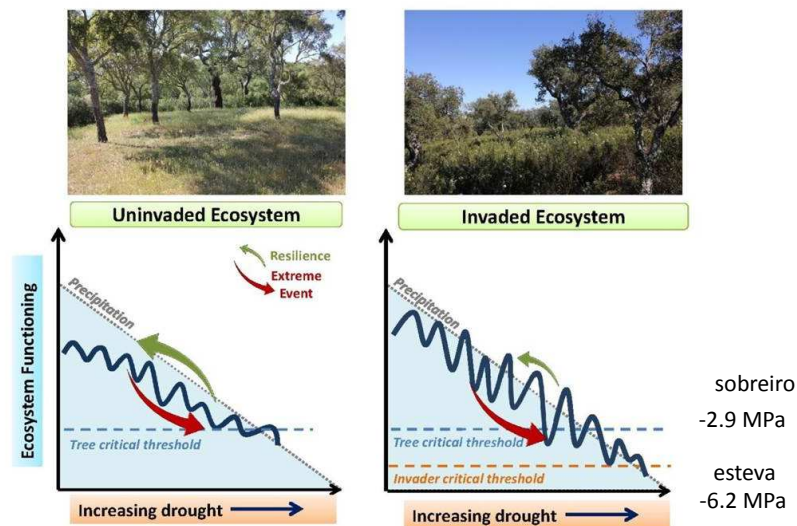 Uninvaded Ecosystem
Invaded Ecosystem
Ecosystem Functioning
Precipitation
Resilience
Extreme
Event
Tree critical threshold
Increasing drought
Precipitation
Tree critical threshold
Invader critical threshold
Increasing drought
sobreiro
-2.9 MPa
esteva
-6.2 MPa